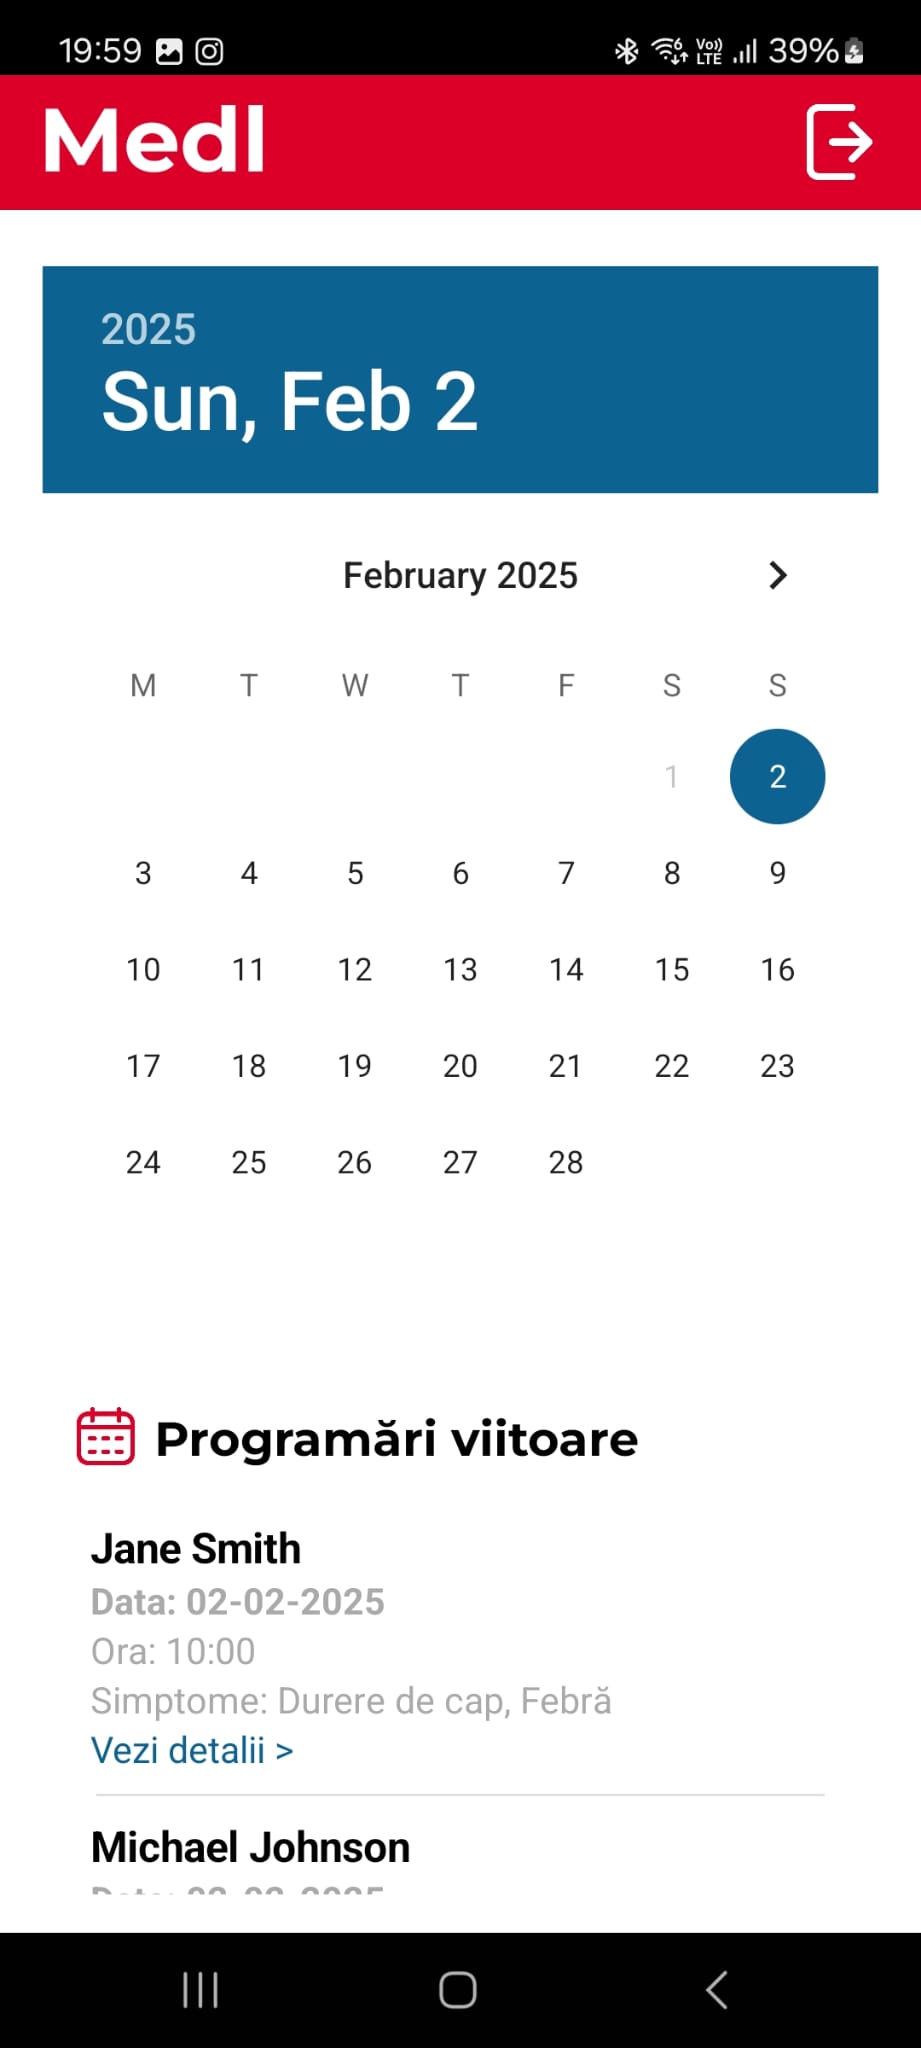 19:59 Vo)) LTE 39%
MedI
2025
Sun, Feb 2
February 2025
M T W T F S S
1 2
3 4 5 6 7 8 9
10 11 12 13 14 15 16
17 18 19 20 21 22 23
24 25 26 27 28
Programări viitoare
Jane Smith
Data: 02-02-2025
Ora: 10:00
Simptome: Durere de cap, Febră
Vezi detalii >
Michael Johnson